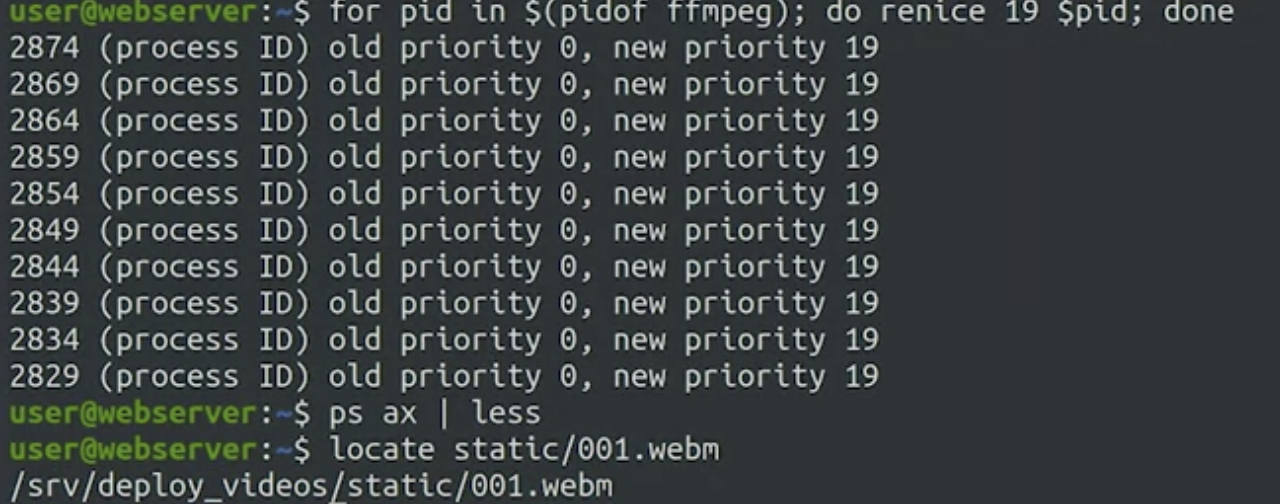 user@webserver:~$ for pid in $(pidof ffmpeg); do renice 19 $pid; done
2874 (process ID) old priority 0, new priority 19
2869 (process ID) old priority 0, new priority 19
2864 (process ID) old priority 0, new priority 19
2859 (process ID) old priority 0, new priority 19
2854 (process ID) old priority 0, new priority 19
2849 (process ID) old priority 0, new priority 19
2844 (process ID) old priority 0, new priority 19
2839 (process ID) old priority 0, new priority 19
2834 (process ID) old priority 0, new priority 19
2829 (process ID) old priority 0, new priority 19
user@webserver:~$ ps ax | less
user@webserver:~$ locate static/001.webm
/srv/deploy_videos/static/001.webm